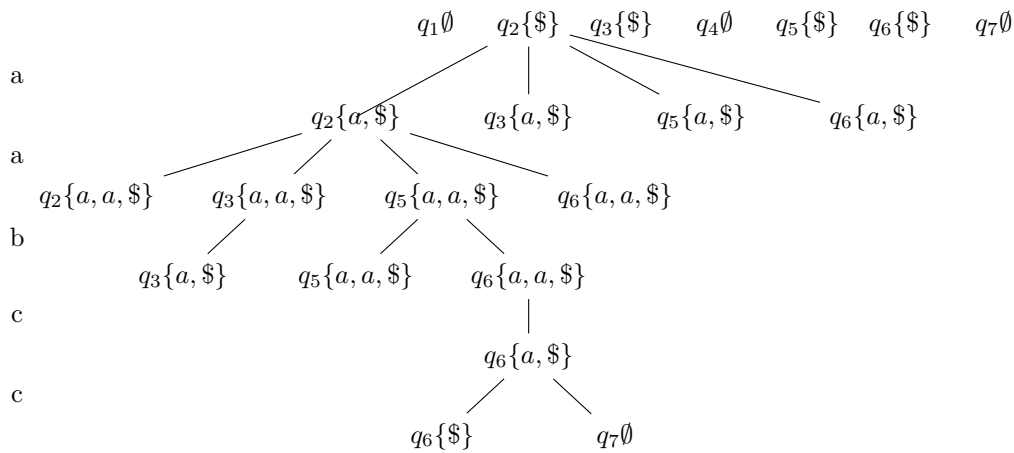 q₁∅ q₂{$} q₃{$} q₄∅ q₅{$} q₆{$} q₇∅
a
q₂{a, $} q₃{a, $} q₅{a, $} q₆{a, $}
a
q₂{a, a, $} q₃{a, a, $} q₅{a, a, $} q₆{a, a, $}
b
q₃{a, $} q₅{a, a, $} q₆{a, a, $}
c
q₆{a, $}
c
q₆{$} q₇∅